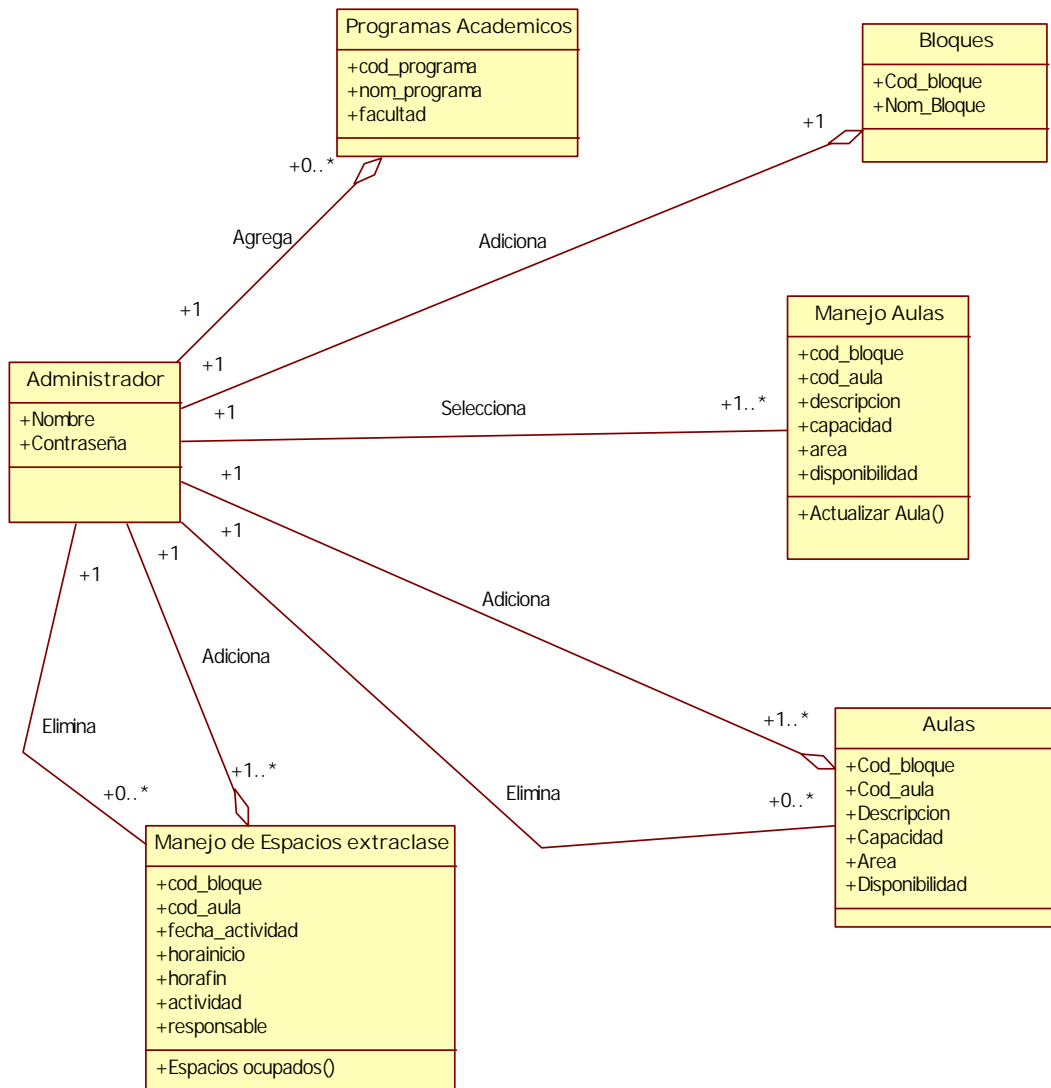 Programas Academicos
+cod_programa
+nom_programa
+facultad
Bloques
+Cod_bloque
+Nom_Bloque
+0..*
+1
Agrega
Adiciona
+1
+1
Manejo Aulas
+cod_bloque
+cod_aula
+descripcion
+capacidad
+area
+disponibilidad
+Actualizar Aula()
Administrador
+Nombre
+Contraseña
+1
Selecciona
+1..*
+1
+1
+1
+1
Adiciona
Adiciona
Elimina
Elimina
+1..*
+0..*
+1..*
+0..*
Aulas
+Cod_bloque
+Cod_aula
+Descripcion
+Capacidad
+Area
+Disponibilidad
Manejo de Espacios extraclase
+cod_bloque
+cod_aula
+fecha_actividad
+horainicio
+horafin
+actividad
+responsable
+Espacios ocupados()